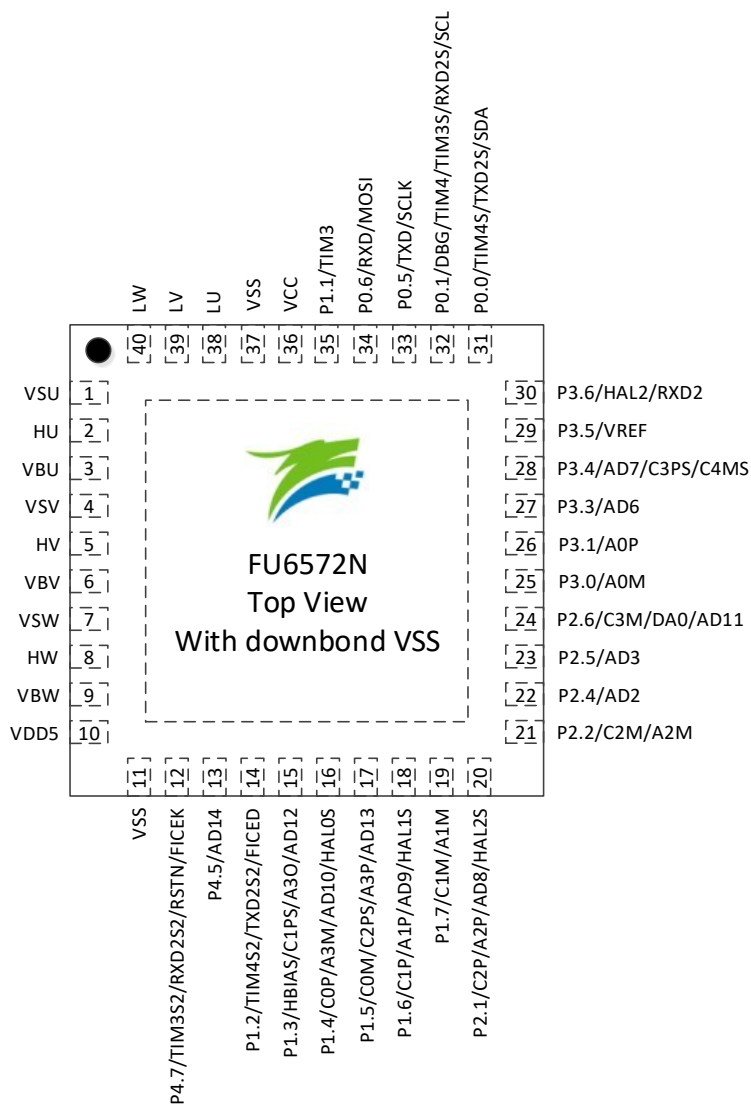 LW
LV
LU
VSS
VCC
P1.1/TIM3
P0.6/RXD/MOSI
P0.5/TXD/SCLK
P0.1/DBG/TIM4/TIM3S/RXD2S/SCL
P0.0/TIM4S/TXD2S/SDA
40
39
38
37
36
35
34
33
32
31
VSU 1
HU 2
VBU 3
VSV 4
HV 5
VBV 6
VSW 7
HW 8
VBW 9
VDD5 10
FU6572N
Top View
With downbond VSS
30 P3.6/HAL2/RXD2
29 P3.5/VREF
28 P3.4/AD7/C3PS/C4MS
27 P3.3/AD6
26 P3.1/A0P
25 P3.0/A0M
24 P2.6/C3M/DA0/AD11
23 P2.5/AD3
22 P2.4/AD2
21 P2.2/C2M/A2M
11
12
13
14
15
16
17
18
19
20
VSS
P4.7/TIM3S2/RXD2S2/RSTN/FICEK
P4.5/AD14
P1.2/TIM4S2/TXD2S2/FICED
P1.3/HBIAS/C1PS/A3O/AD12
P1.4/C0P/A3M/AD10/HAL0S
P1.5/C0M/C2PS/A3P/AD13
P1.6/C1P/A1P/AD9/HAL1S
P1.7/C1M/A1M
P2.1/C2P/A2P/AD8/HAL2S